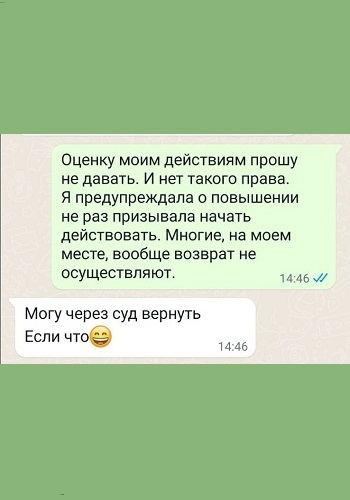 Оценку моим действиям прошу
не давать. И нет такого права.
Я предупреждала о повышении
не раз призывала начать
действовать. Многие, на моем
месте, вообще возврат не
осуществляют.
14:46
Могу через суд вернуть
Если что😄
14:46